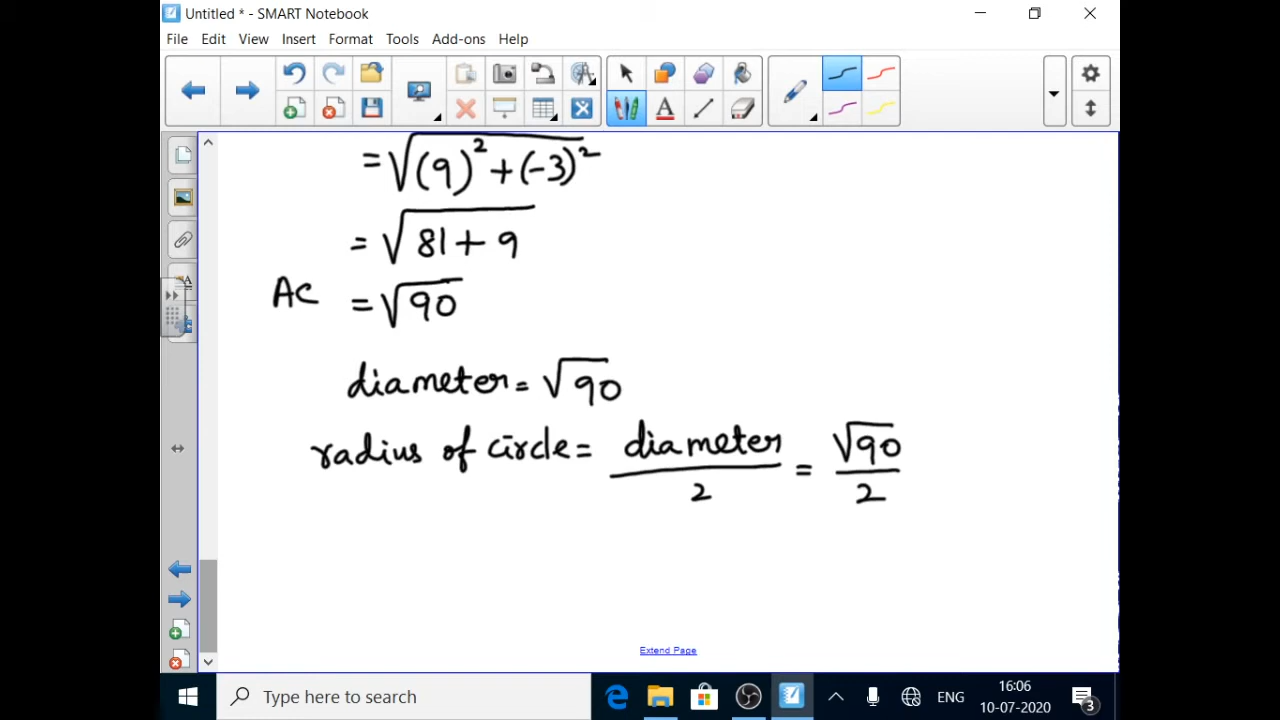 Untitled * - SMART Notebook
File Edit View Insert Format Tools Add-ons Help
= √(9)² + (-3)²
= √81 + 9
AC = √90
diameter = √90
radius of circle = diameter/2 = √90/2
Extend Page
Type here to search
ENG
16:06
10-07-2020
3